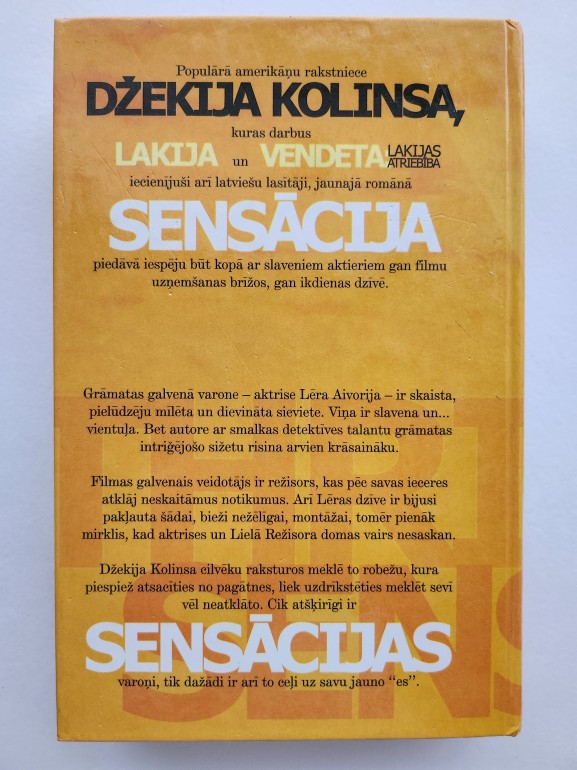 Populārā amerikāņu rakstniece
DŽEKIJA KOLINSA,
kuras darbus
LAKIJA un VENDETA: LAKIJAS ATRIEBĪBA
iecienījuši arī latviešu lasītāji, jaunajā romānā
SENSĀCIJA
piedāvā iespēju būt kopā ar slaveniem aktieriem gan filmu
uzņemšanas brīžos, gan ikdienas dzīvē.
Grāmatas galvenā varone – aktrise Lēra Aivorija – ir skaista,
pielūdzēju mīlēta un dievināta sieviete. Viņa ir slavena un...
vientuļa. Bet autore ar smalkas detektīves talantu grāmatas
intriģējošo sižetu risina arvien krāsaināku.
Filmas galvenais veidotājs ir režisors, kas pēc savas ieceres
atklāj neskaitāmus notikumus. Arī Lēras dzīve ir bijusi
pakļauta šādai, bieži nežēlīgai, montāžai, tomēr pienāk
mirklis, kad aktrises un Lielā Režisora domas vairs nesaskan.
Džekija Kolinsa cilvēku raksturos meklē to robežu, kura
piespiež atsacīties no pagātnes, liek uzdrīkstēties meklēt sevī
vēl neatklāto. Cik atšķirīgi ir
SENSĀCIJAS
varoņi, tik dažādi ir arī to ceļi uz savu jauno “es”.